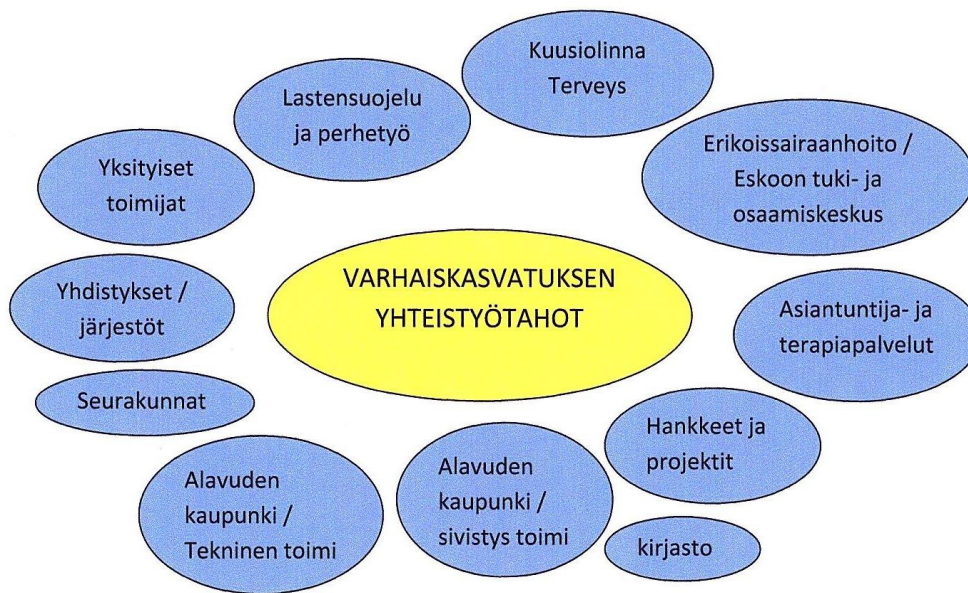 Kuusiolinna
Terveys
Lastensuojelu
ja perhetyö
Erikoissairaanhoito /
Eskoon tuki- ja
osaamiskeskus
Yksityiset
toimijat
VARHAISKASVATUKSEN
YHTEISTYÖTAHOT
Yhdistykset /
järjestöt
Asiantuntija- ja
terapiapalvelut
Seurakunnat
Hankkeet ja
projektit
Alavuden
kaupunki /
Tekninen toimi
Alavuden
kaupunki /
sivistys toimi
kirjasto